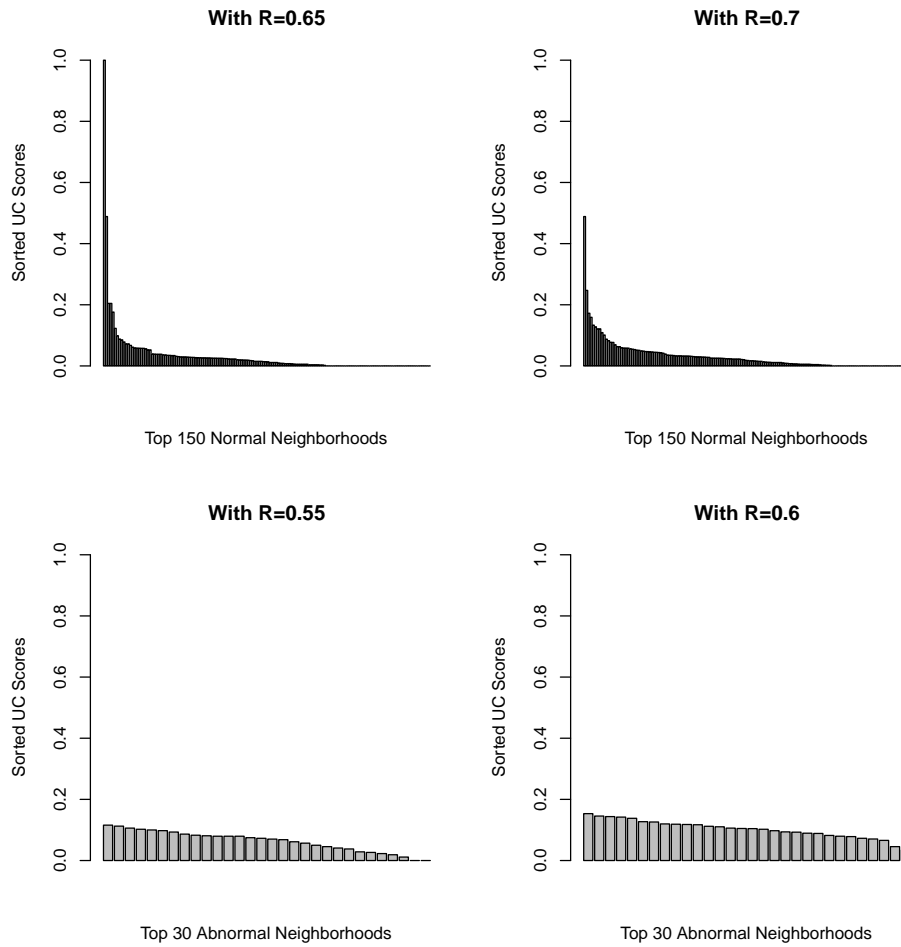 With R=0.65
Sorted UC Scores
0.0 0.2 0.4 0.6 0.8 1.0
Top 150 Normal Neighborhoods
With R=0.7
Sorted UC Scores
0.0 0.2 0.4 0.6 0.8 1.0
Top 150 Normal Neighborhoods
With R=0.55
Sorted UC Scores
0.0 0.2 0.4 0.6 0.8 1.0
Top 30 Abnormal Neighborhoods
With R=0.6
Sorted UC Scores
0.0 0.2 0.4 0.6 0.8 1.0
Top 30 Abnormal Neighborhoods